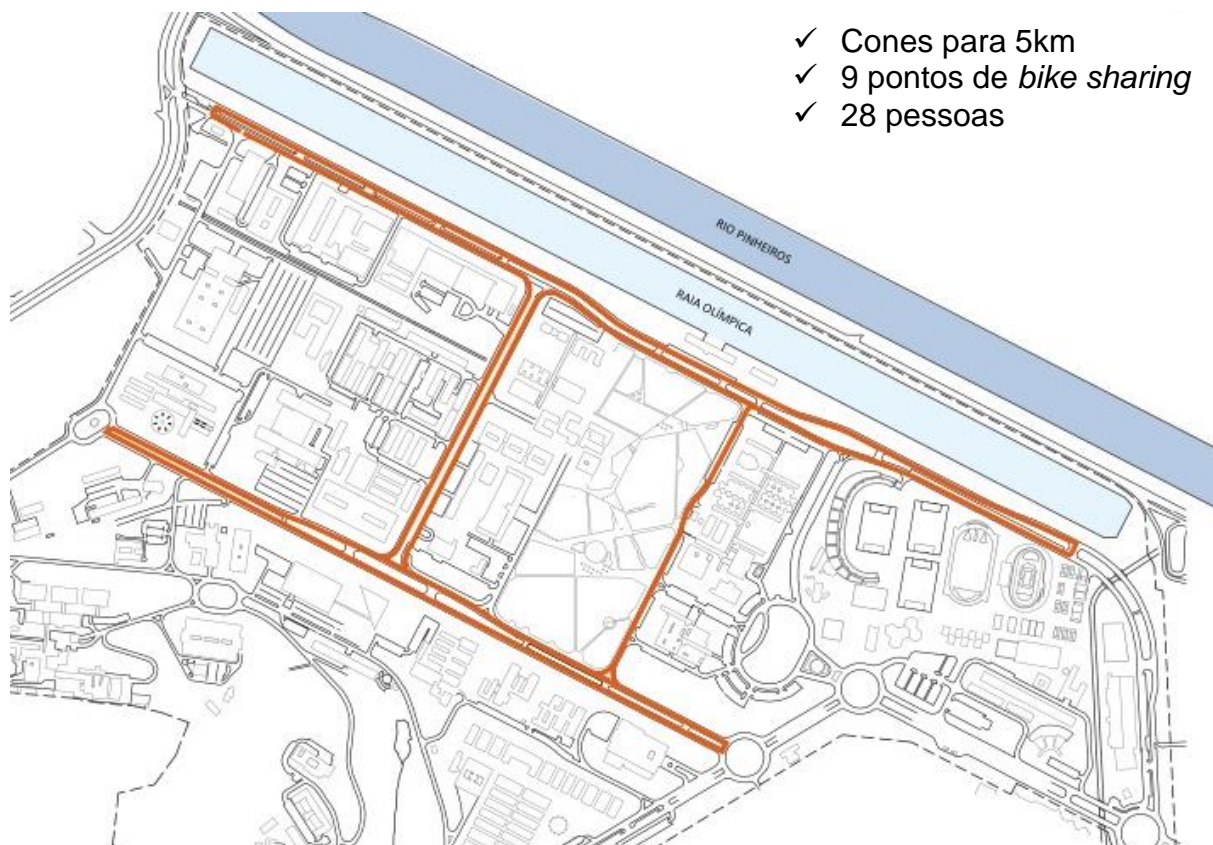 ✓ Cones para 5km
✓ 9 pontos de bike sharing
✓ 28 pessoas
RIO PINHEIROS
RAIA OLÍMPICA